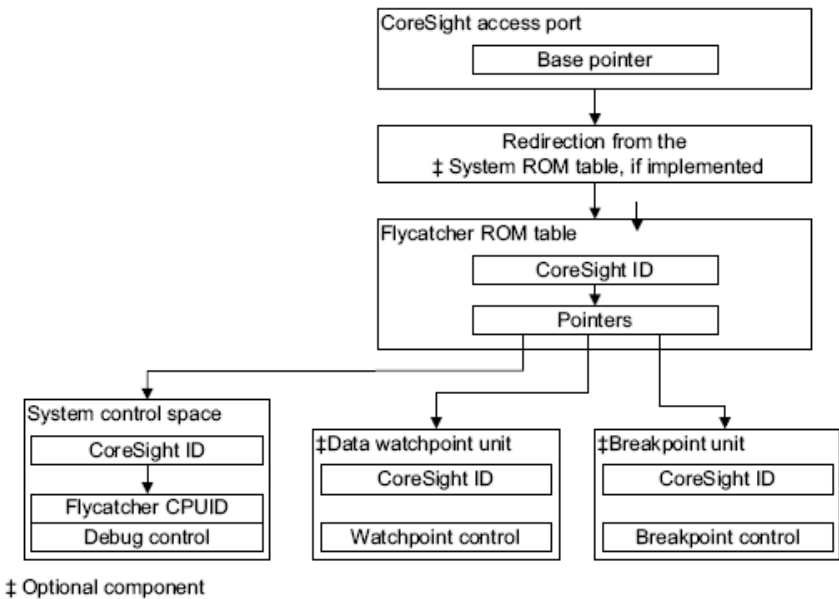 CoreSight access port
Base pointer
Redirection from the
‡ System ROM table, if implemented
Flycatcher ROM table
CoreSight ID
Pointers
System control space
CoreSight ID
Flycatcher CPUID
Debug control
‡Data watchpoint unit
CoreSight ID
Watchpoint control
‡Breakpoint unit
CoreSight ID
Breakpoint control
‡ Optional component